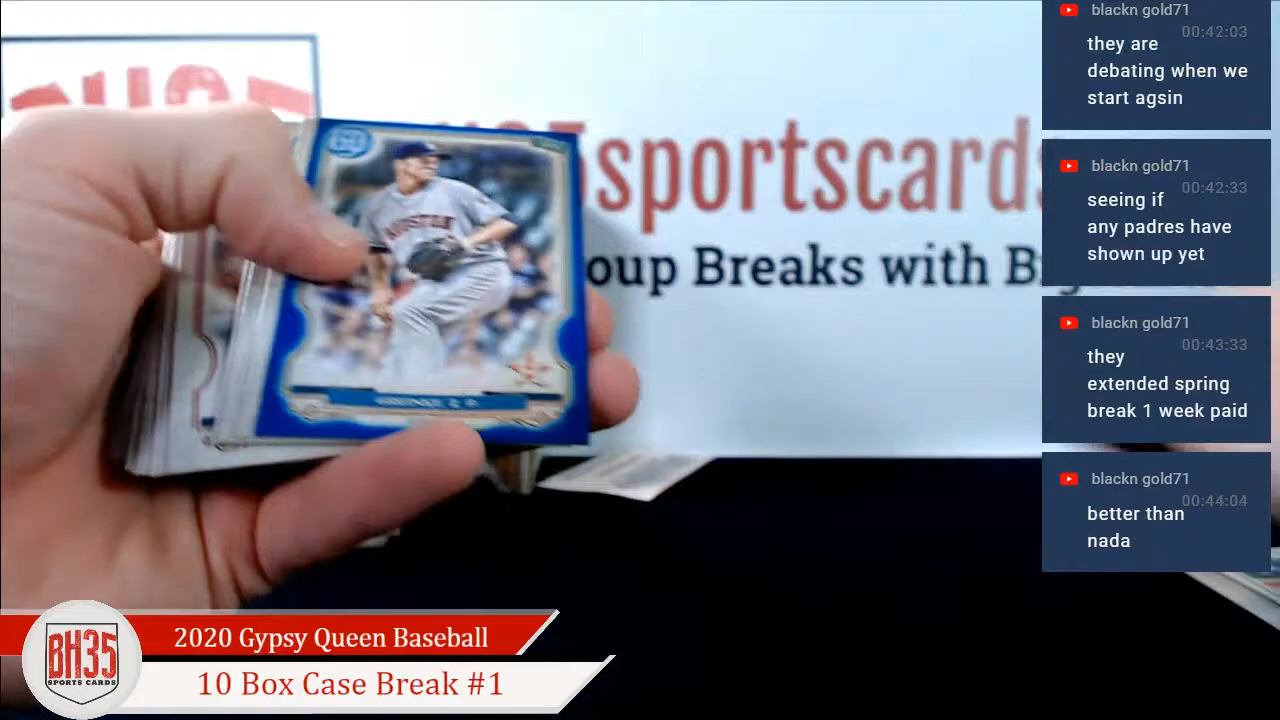 blackn gold71
00:42:03
they are
debating when we
start agsin
blackn gold71
00:42:33
seeing if
any padres have
shown up yet
blackn gold71
00:43:33
they
extended spring
break 1 week paid
blackn gold71
00:44:04
better than
nada
sportscards
oup Breaks with
GQ
HOUSTON
2020 Gypsy Queen Baseball
10 Box Case Break #1
BH35
SPORTS CARDS